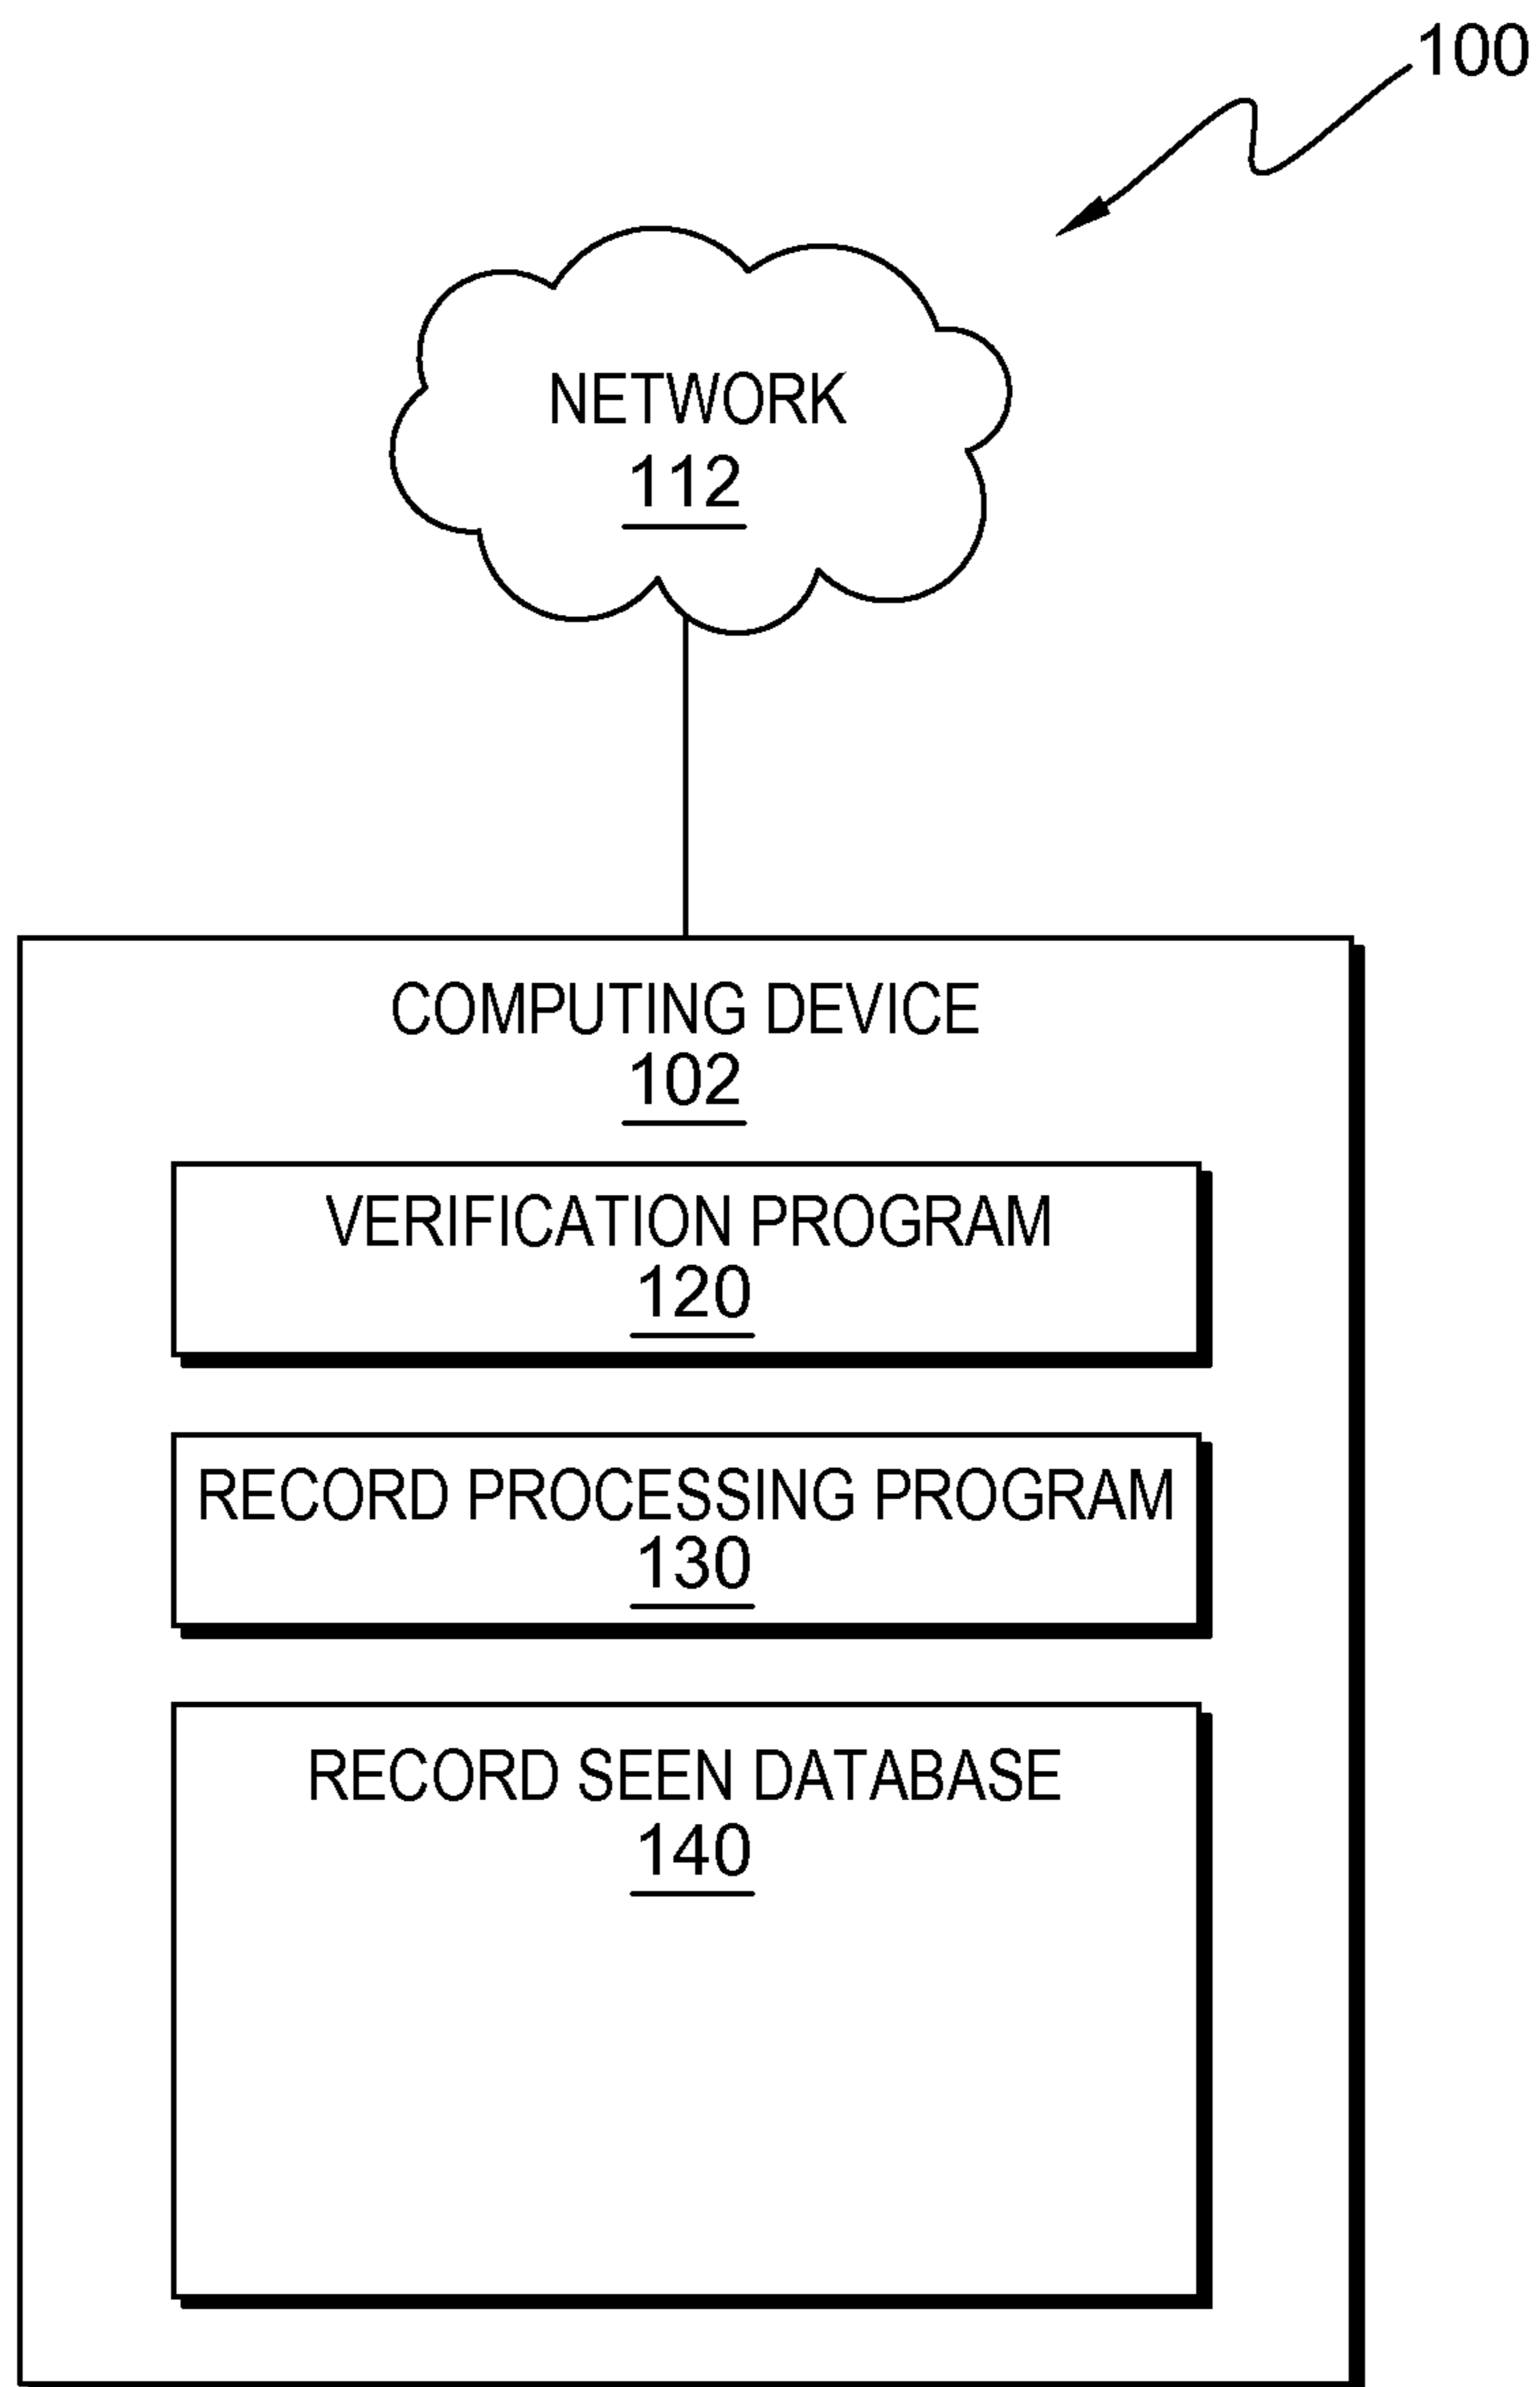 100
NETWORK
112
COMPUTING DEVICE
102
VERIFICATION PROGRAM
120
RECORD PROCESSING PROGRAM
130
RECORD SEEN DATABASE
140